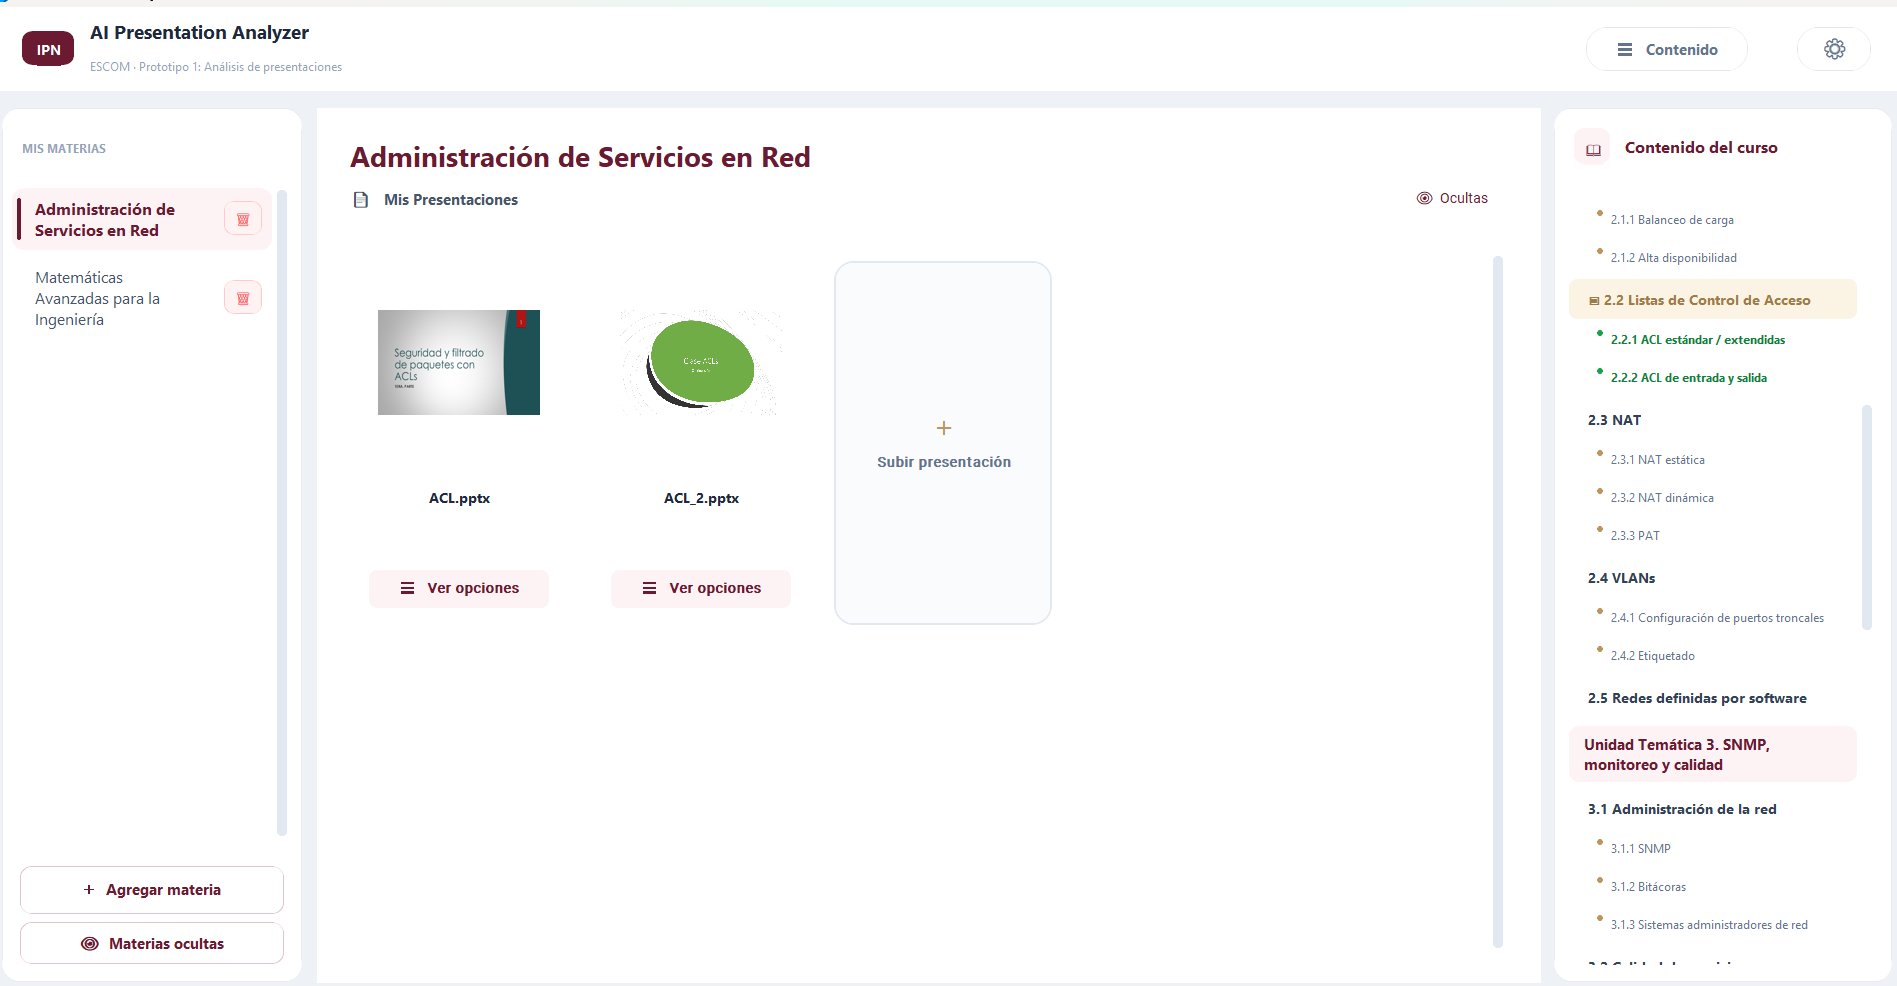 IPN
AI Presentation Analyzer
ESCOM · Prototipo 1: Análisis de presentaciones
Contenido
MIS MATERIAS
Administración de
Servicios en Red
Matemáticas
Avanzadas para la
Ingeniería
+ Agregar materia
Materias ocultas
Administración de Servicios en Red
Mis Presentaciones
Ocultas
Seguridad y filtrado
de paquetes con
ACLs
ACL.pptx
Ver opciones
Clase ACLs
ACL_2.pptx
Ver opciones
+
Subir presentación
Contenido del curso
2.1.1 Balanceo de carga
2.1.2 Alta disponibilidad
2.2 Listas de Control de Acceso
2.2.1 ACL estándar / extendidas
2.2.2 ACL de entrada y salida
2.3 NAT
2.3.1 NAT estática
2.3.2 NAT dinámica
2.3.3 PAT
2.4 VLANs
2.4.1 Configuración de puertos troncales
2.4.2 Etiquetado
2.5 Redes definidas por software
Unidad Temática 3. SNMP,
monitoreo y calidad
3.1 Administración de la red
3.1.1 SNMP
3.1.2 Bitácoras
3.1.3 Sistemas administradores de red